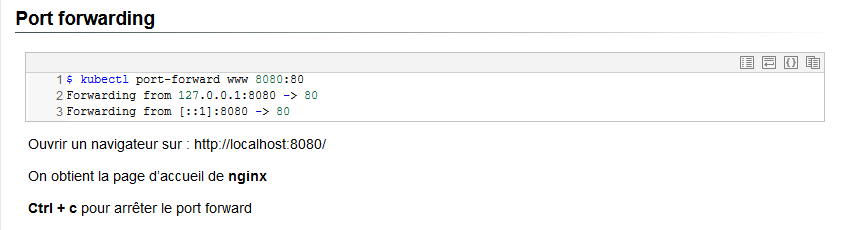 Port forwarding
1 $ kubectl port-forward www 8080:80
2 Forwarding from 127.0.0.1:8080 -> 80
3 Forwarding from [::1]:8080 -> 80
Ouvrir un navigateur sur : http://localhost:8080/
On obtient la page d'accueil de nginx
Ctrl + c pour arrêter le port forward